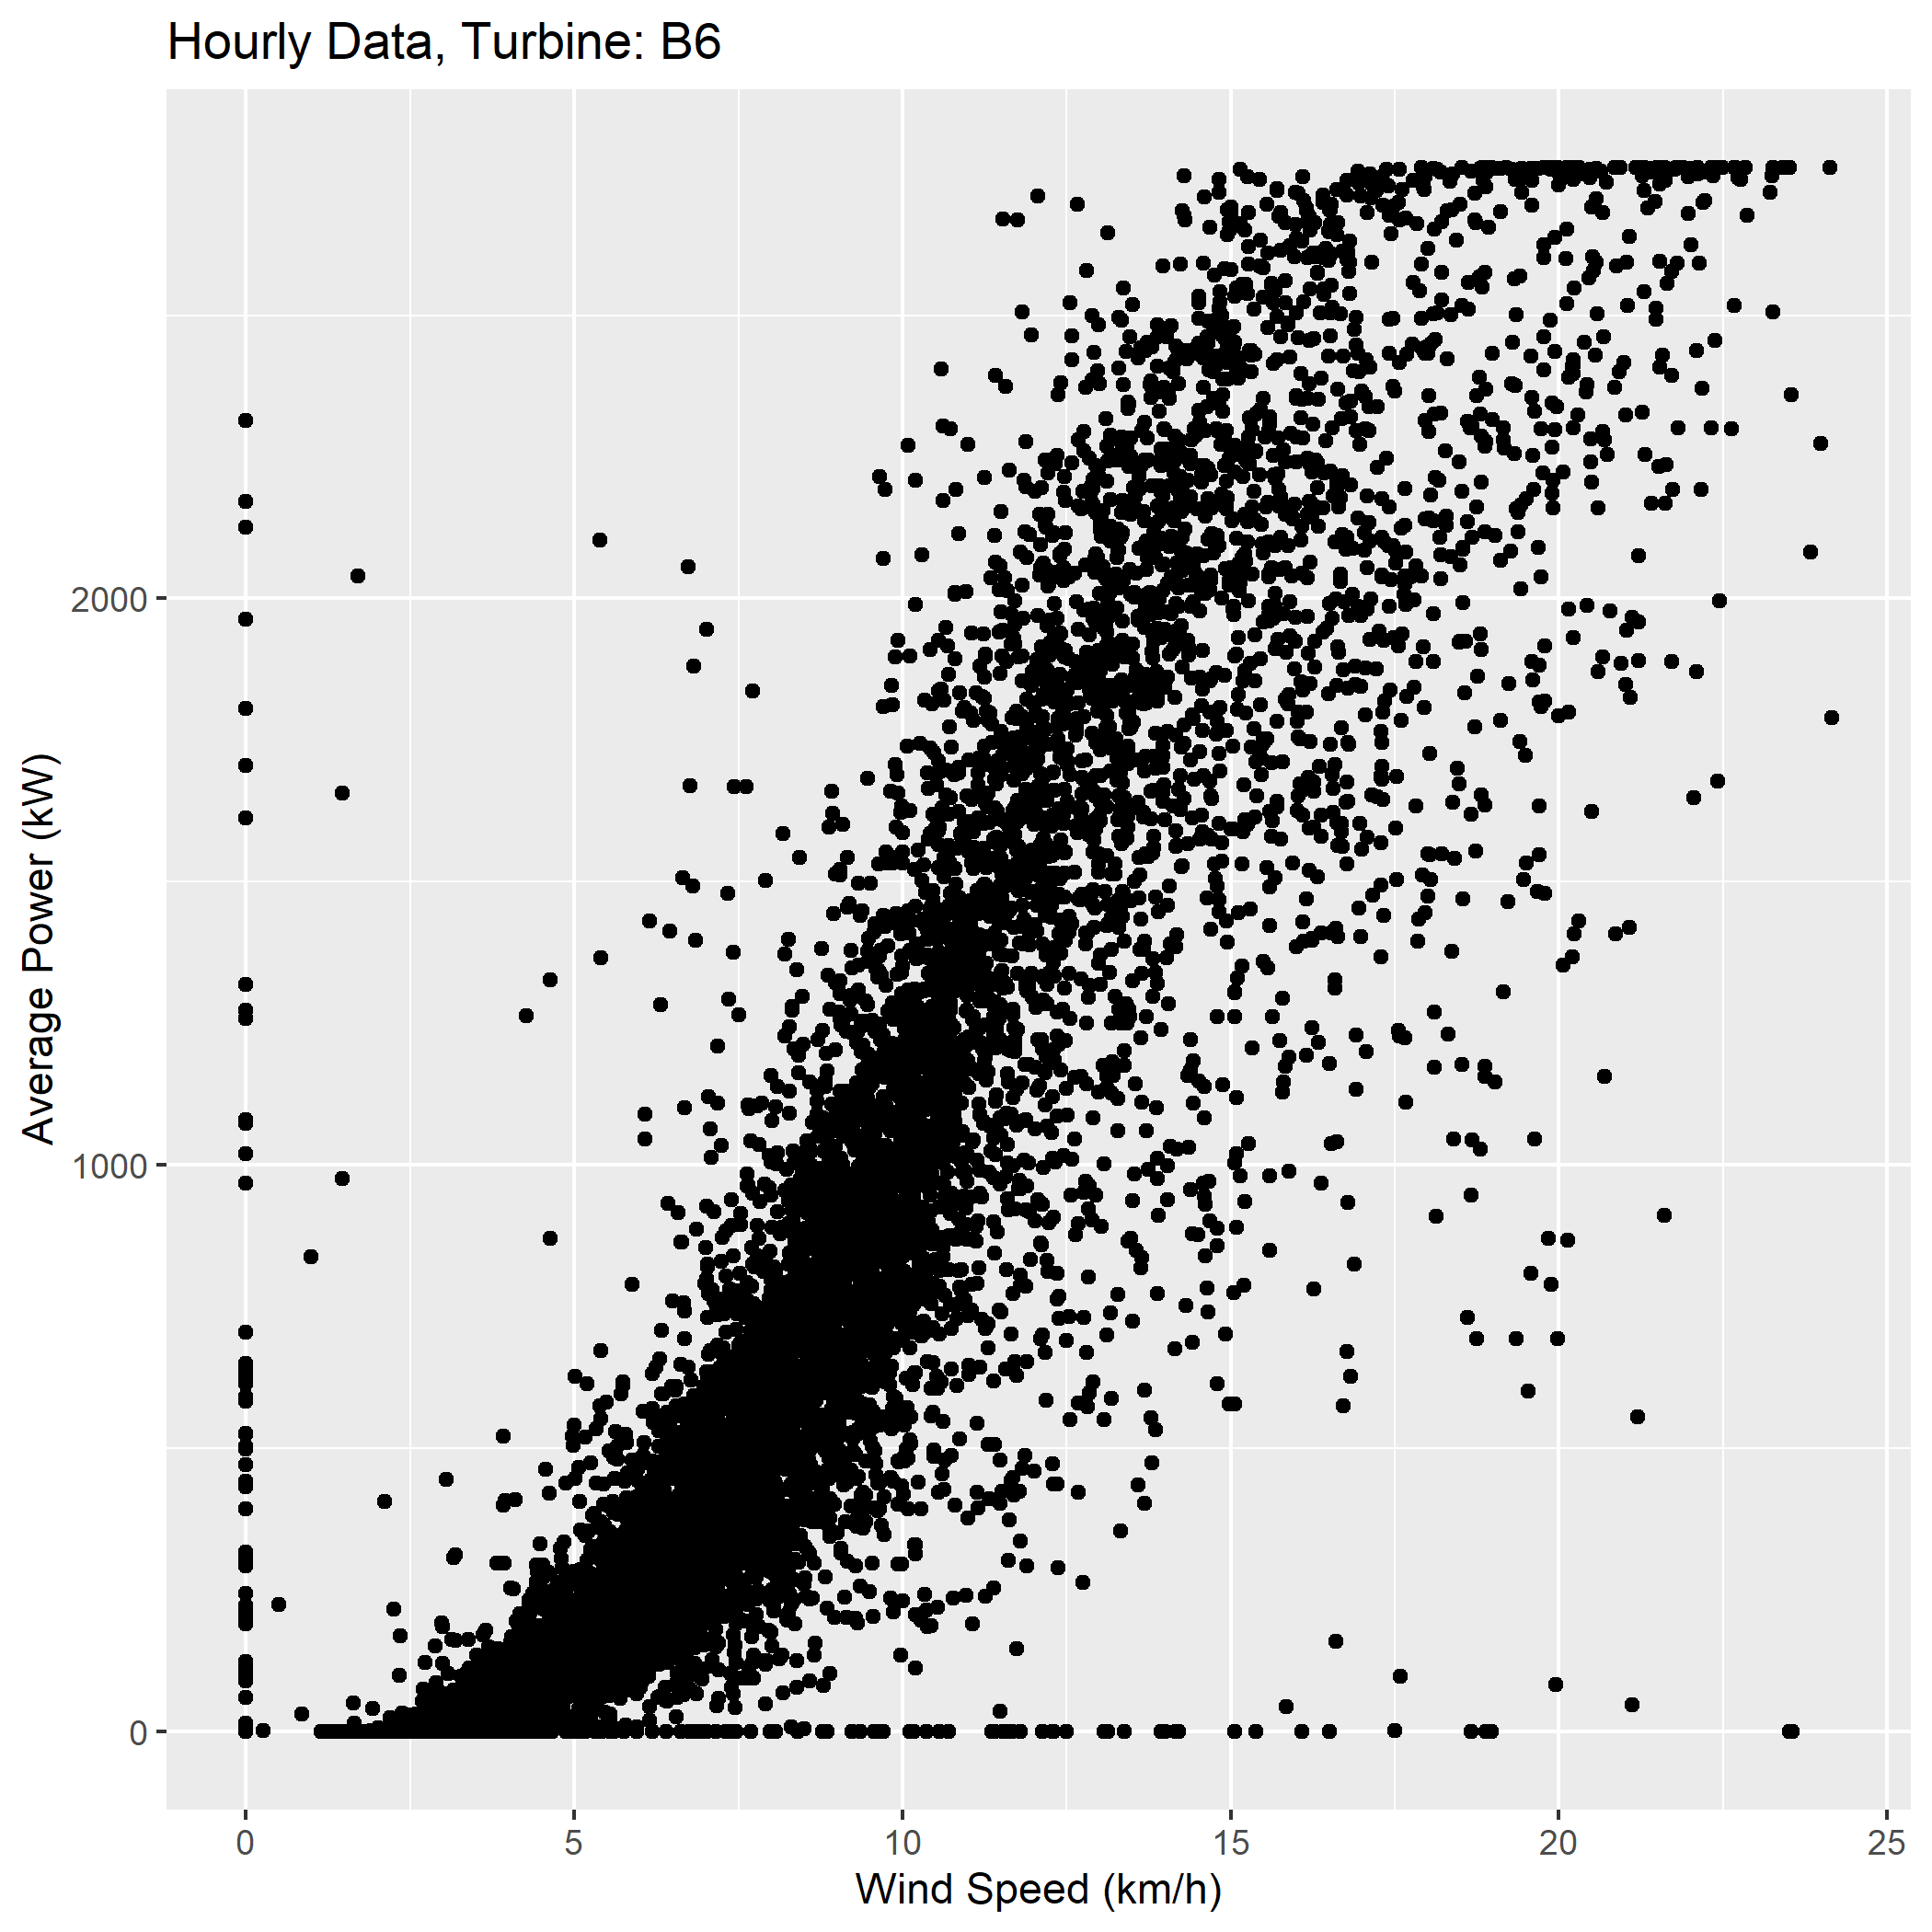 Hourly Data, Turbine: B6
Average Power (kW)
2000
1000
0
0 5 10 15 20 25
Wind Speed (km/h)